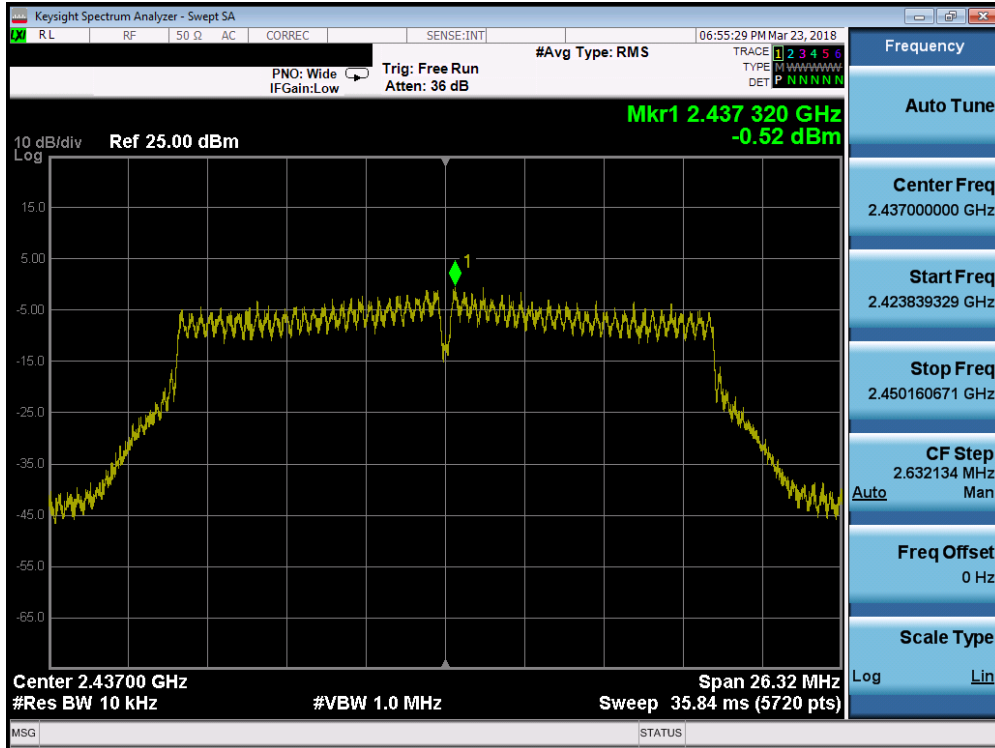 Keysight Spectrum Analyzer - Swept SA
LXI RL RF 50 Ω AC CORREC SENSE:INT 06:55:29 PM Mar 23, 2018
#Avg Type: RMS TRACE 1 2 3 4 5 6
PNO: Wide Trig: Free Run TYPE M WWWWW
IFGain:Low Atten: 36 dB DET P N N N N N
Mkr1 2.437 320 GHz
-0.52 dBm
10 dB/div Ref 25.00 dBm
Log
15.0
1
5.00
-5.00
-15.0
-25.0
-35.0
-45.0
-55.0
-65.0
Center 2.43700 GHz Span 26.32 MHz
#Res BW 10 kHz #VBW 1.0 MHz Sweep 35.84 ms (5720 pts)
MSG STATUS
Frequency
Auto Tune
Center Freq
2.437000000 GHz
Start Freq
2.423839329 GHz
Stop Freq
2.450160671 GHz
CF Step
2.632134 MHz
Auto Man
Freq Offset
0 Hz
Scale Type
Log Lin